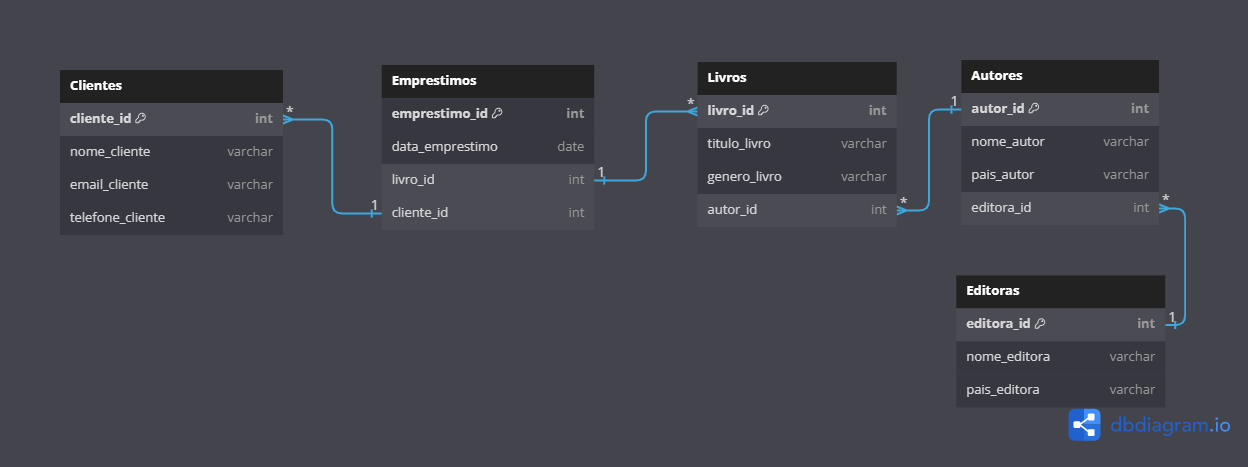 Clientes
cliente_id int
nome_cliente varchar
email_cliente varchar
telefone_cliente varchar
*
1
Emprestimos
emprestimo_id int
data_emprestimo date
livro_id int
cliente_id int
1
*
Livros
livro_id int
titulo_livro varchar
genero_livro varchar
autor_id int
*
1
Autores
autor_id int
nome_autor varchar
pais_autor varchar
editora_id int
*
1
Editoras
editora_id int
nome_editora varchar
pais_editora varchar
dbdiagram.io